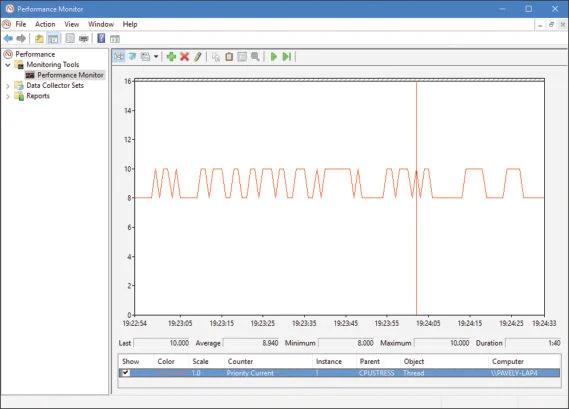 Performance Monitor
File Action View Window Help
Performance
Monitoring Tools
Performance Monitor
Data Collector Sets
Reports
16
14
12
10
8
6
4
2
0
19:22:54 19:23:05 19:23:15 19:23:25 19:23:35 19:23:45 19:23:55 19:24:05 19:24:15 19:24:24 19:24:33
Last 10.000 Average 8.940 Minimum 8.000 Maximum 10.000 Duration 1:40
Show Color Scale Counter Instance Parent Object Computer
1.0 Priority Current 1 CPUSTRESS Thread \\PAVELY-LAP4